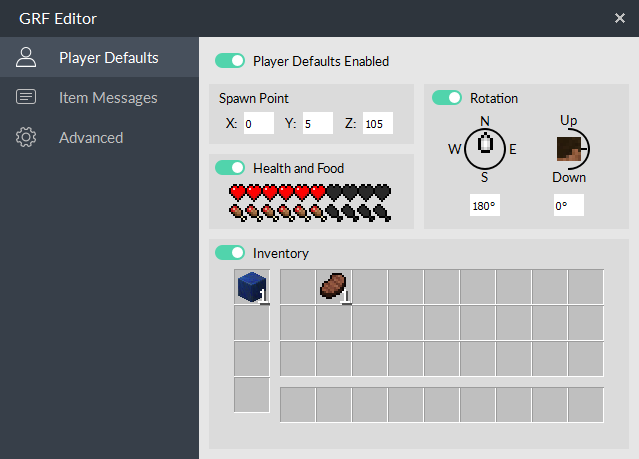 GRF Editor
Player Defaults
Item Messages
Advanced
Player Defaults Enabled
Spawn Point
X: 0 Y: 5 Z: 105
Health and Food
Rotation
N
W E
S
180°
Up
Down
0°
Inventory
1
1